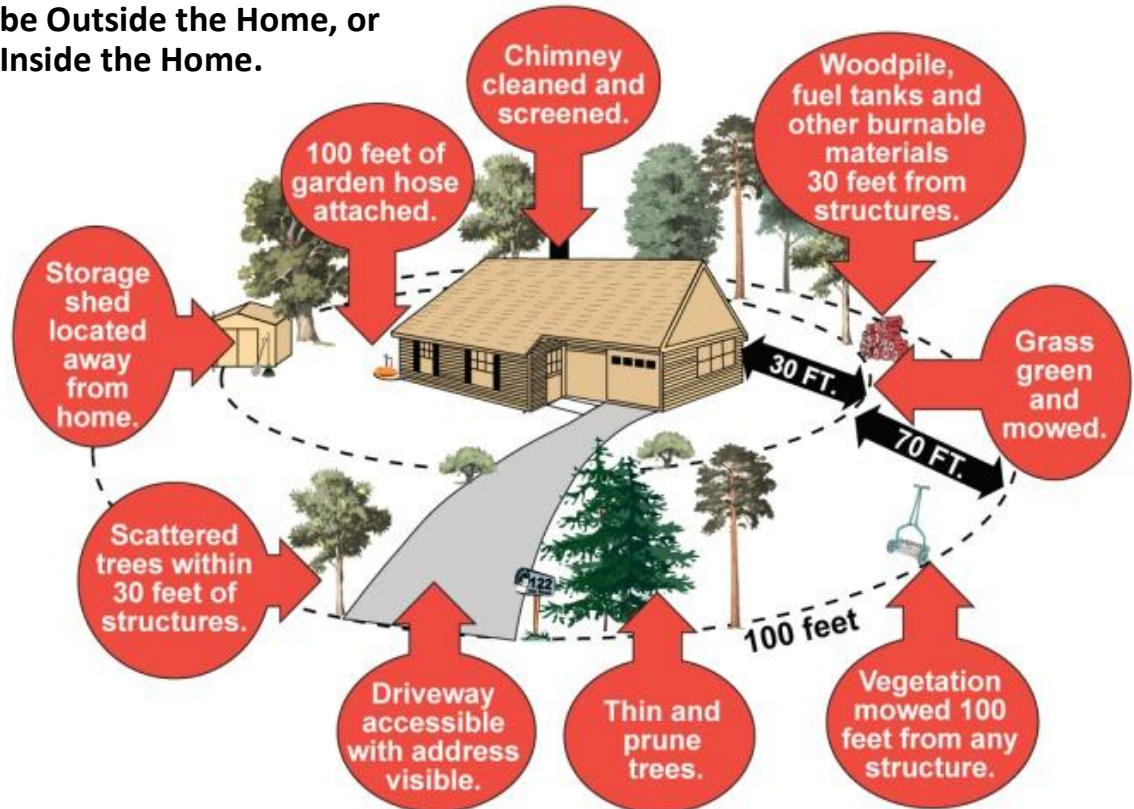 be Outside the Home, or
Inside the Home.
Chimney
cleaned and
screened.
Woodpile,
fuel tanks and
other burnable
materials
30 feet from
structures.
100 feet of
garden hose
attached.
Storage
shed
located
away
from
home.
Grass
green
and
mowed.
30 FT.
70 FT.
Scattered
trees within
30 feet of
structures.
122
100 feet
Driveway
accessible
with address
visible.
Thin and
prune
trees.
Vegetation
mowed 100
feet from any
structure.